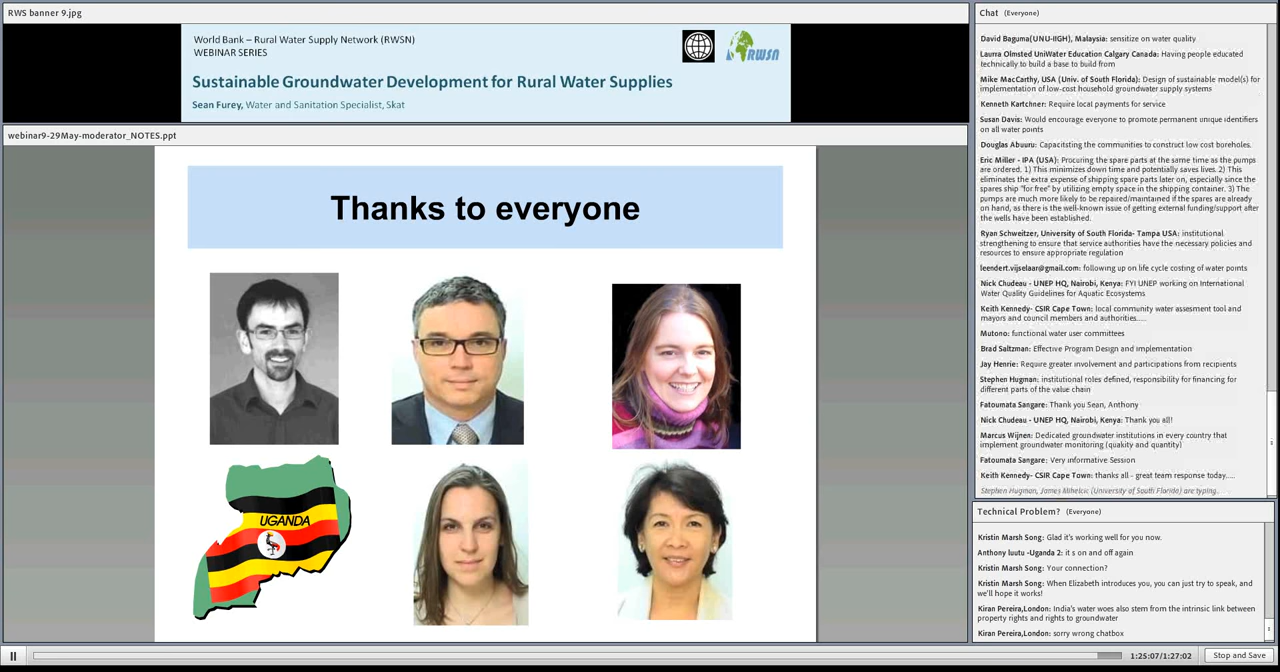 RWS banner 9.jpg
World Bank – Rural Water Supply Network (RWSN)
WEBINAR SERIES
RWSN
Sustainable Groundwater Development for Rural Water Supplies
Sean Furey, Water and Sanitation Specialist, Skat
webinar9-29May-moderator_NOTES.ppt
Thanks to everyone
UGANDA
Chat (Everyone)
David Baguma(UNU-IIGH), Malaysia: sensitize on water quality
Laurra Olmsted UniWater Education Calgary Canada: Having people educated
technically to build a base to build from
Mike MacCarthy, USA (Univ. of South Florida): Design of sustainable model(s) for
implementation of low-cost household groundwater supply systems
Kenneth Kartchner: Require local payments for service
Susan Davis: Would encourage everyone to promote permanent unique identifiers
on all water points
Douglas Abuuru: Capacitsting the communities to construct low cost boreholes.
Eric Miller - IPA (USA): Procuring the spare parts at the same time as the pumps
are ordered. 1) This minimizes down time and potentially saves lives. 2) This
eliminates the extra expense of shipping spare parts later on, especially since the
spares ship "for free" by utilizing empty space in the shipping container. 3) The
pumps are much more likely to be repaired/maintained if the spares are already
on hand, as there is the well-known issue of getting external funding/support after
the wells have been established.
Ryan Schweitzer, University of South Florida- Tampa USA: institutional
strengthening to ensure that service authorities have the necessary policies and
resources to ensure appropriate regulation
leendert.vijselaar@gmail.com: following up on life cycle costing of water points
Nick Chudeau - UNEP HQ, Nairobi, Kenya: FYI UNEP working on International
Water Quality Guidelines for Aquatic Ecosystems
Keith Kennedy- CSIR Cape Town: local community water assesment tool and
mayors and council members and authorities.....
Mutono: functional water user committees
Brad Saltzman: Effective Program Design and Implementation
Jay Henrie: Require greater involvement and participations from recipients
Stephen Hugman: institutional roles defined, responsibility for financing for
different parts of the value chain
Fatoumata Sangare: Thank you Sean, Anthony
Nick Chudeau - UNEP HQ, Nairobi, Kenya: Thank you all!
Marcus Wijnen: Dedicated groundwater institutions in every country that
implement groundwater monitoring (quakity and quantity)
Fatoumata Sangare: Very informative Session
Keith Kennedy- CSIR Cape Town: thanks all - great team response today....
Stephen Hugman, James Mihelcic (University of South Florida) are typing..
Technical Problem? (Everyone)
Kristin Marsh Song: Glad it's working well for you now.
Anthony luutu -Uganda 2: it s on and off again
Kristin Marsh Song: Your connection?
Kristin Marsh Song: When Elizabeth introduces you, you can just try to speak, and
we'll hope it works!
Kiran Pereira,London: India's water woes also stem from the intrinsic link between
property rights and rights to groundwater
Kiran Pereira,London: sorry wrong chatbox
1:25:07/1:27:02
Stop and Save